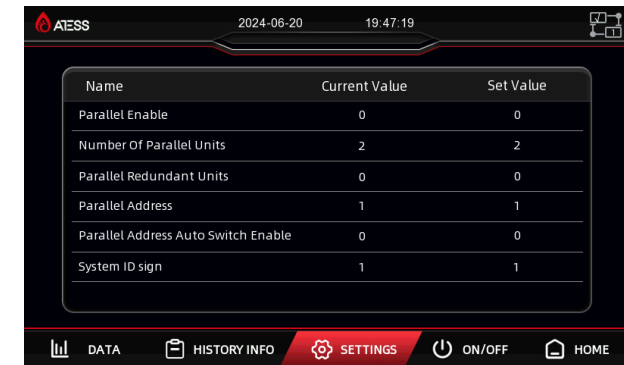 ATESS 2024-06-20 19:47:19
1
Name Current Value Set Value
Parallel Enable 0 0
Number Of Parallel Units 2 2
Parallel Redundant Units 0 0
Parallel Address 1 1
Parallel Address Auto Switch Enable 0 0
System ID sign 1 1
DATA HISTORY INFO SETTINGS ON/OFF HOME